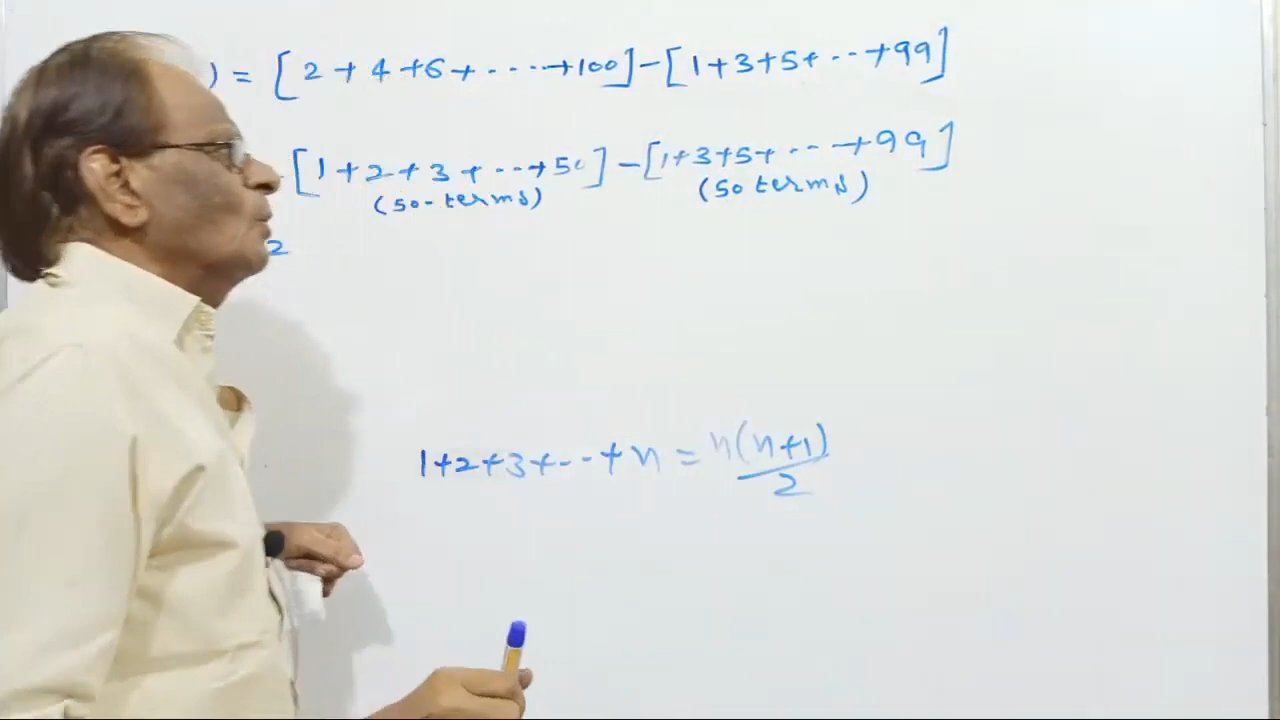 ) = [2 + 4 + 6 + ..... + 100] - [1 + 3 + 5 + ... + 99]
[1 + 2 + 3 + ... + 50] - [1 + 3 + 5 + ... + 99]
(50-terms) (50 terms)
2
1 + 2 + 3 + ... + n = n(n+1)/2